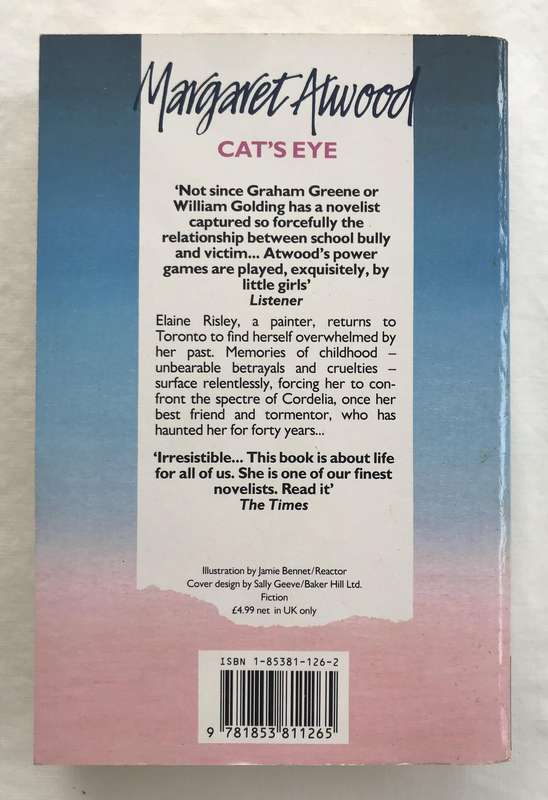 Margaret Atwood
CAT'S EYE
‘Not since Graham Greene or
William Golding has a novelist
captured so forcefully the
relationship between school bully
and victim... Atwood’s power
games are played, exquisitely, by
little girls’
Listener
Elaine Risley, a painter, returns to
Toronto to find herself overwhelmed by
her past. Memories of childhood –
unbearable betrayals and cruelties –
surface relentlessly, forcing her to con-
front the spectre of Cordelia, once her
best friend and tormentor, who has
haunted her for forty years...
‘Irresistible... This book is about life
for all of us. She is one of our finest
novelists. Read it’
The Times
Illustration by Jamie Bennet/Reactor
Cover design by Sally Geeve/Baker Hill Ltd.
Fiction
£4.99 net in UK only
ISBN 1-85381-126-2
9 781853 811265